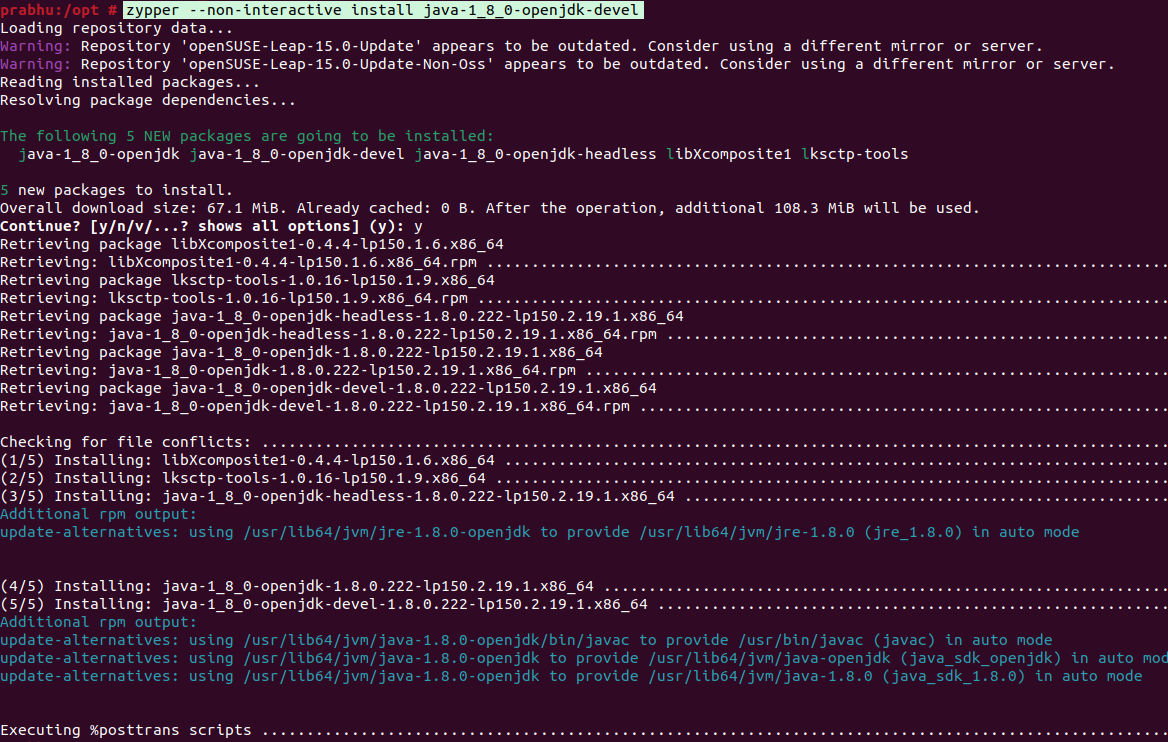 prabhu:/opt # zypper --non-interactive install java-1_8_0-openjdk-devel
Loading repository data...
Warning: Repository 'openSUSE-Leap-15.0-Update' appears to be outdated. Consider using a different mirror or server.
Warning: Repository 'openSUSE-Leap-15.0-Update-Non-Oss' appears to be outdated. Consider using a different mirror or server.
Reading installed packages...
Resolving package dependencies...
The following 5 NEW packages are going to be installed:
java-1_8_0-openjdk java-1_8_0-openjdk-devel java-1_8_0-openjdk-headless libXcomposite1 lksctp-tools
5 new packages to install.
Overall download size: 67.1 MiB. Already cached: 0 B. After the operation, additional 108.3 MiB will be used.
Continue? [y/n/v/...? shows all options] (y): y
Retrieving package libXcomposite1-0.4.4-lp150.1.6.x86_64
Retrieving: libXcomposite1-0.4.4-lp150.1.6.x86_64.rpm ............................................................................
Retrieving package lksctp-tools-1.0.16-lp150.1.9.x86_64
Retrieving: lksctp-tools-1.0.16-lp150.1.9.x86_64.rpm .............................................................................
Retrieving package java-1_8_0-openjdk-headless-1.8.0.222-lp150.2.19.1.x86_64
Retrieving: java-1_8_0-openjdk-headless-1.8.0.222-lp150.2.19.1.x86_64.rpm ........................................................
Retrieving package java-1_8_0-openjdk-1.8.0.222-lp150.2.19.1.x86_64
Retrieving: java-1_8_0-openjdk-1.8.0.222-lp150.2.19.1.x86_64.rpm .................................................................
Retrieving package java-1_8_0-openjdk-devel-1.8.0.222-lp150.2.19.1.x86_64
Retrieving: java-1_8_0-openjdk-devel-1.8.0.222-lp150.2.19.1.x86_64.rpm ...........................................................
Checking for file conflicts: .....................................................................................................
(1/5) Installing: libXcomposite1-0.4.4-lp150.1.6.x86_64 ..........................................................................
(2/5) Installing: lksctp-tools-1.0.16-lp150.1.9.x86_64 ...........................................................................
(3/5) Installing: java-1_8_0-openjdk-headless-1.8.0.222-lp150.2.19.1.x86_64 ......................................................
Additional rpm output:
update-alternatives: using /usr/lib64/jvm/jre-1.8.0-openjdk to provide /usr/lib64/jvm/jre-1.8.0 (jre_1.8.0) in auto mode
(4/5) Installing: java-1_8_0-openjdk-1.8.0.222-lp150.2.19.1.x86_64 ...............................................................
(5/5) Installing: java-1_8_0-openjdk-devel-1.8.0.222-lp150.2.19.1.x86_64 .........................................................
Additional rpm output:
update-alternatives: using /usr/lib64/jvm/java-1.8.0-openjdk/bin/javac to provide /usr/bin/javac (javac) in auto mode
update-alternatives: using /usr/lib64/jvm/java-1.8.0-openjdk to provide /usr/lib64/jvm/java-openjdk (java_sdk_openjdk) in auto mod
update-alternatives: using /usr/lib64/jvm/java-1.8.0-openjdk to provide /usr/lib64/jvm/java-1.8.0 (java_sdk_1.8.0) in auto mode
Executing %posttrans scripts .....................................................................................................